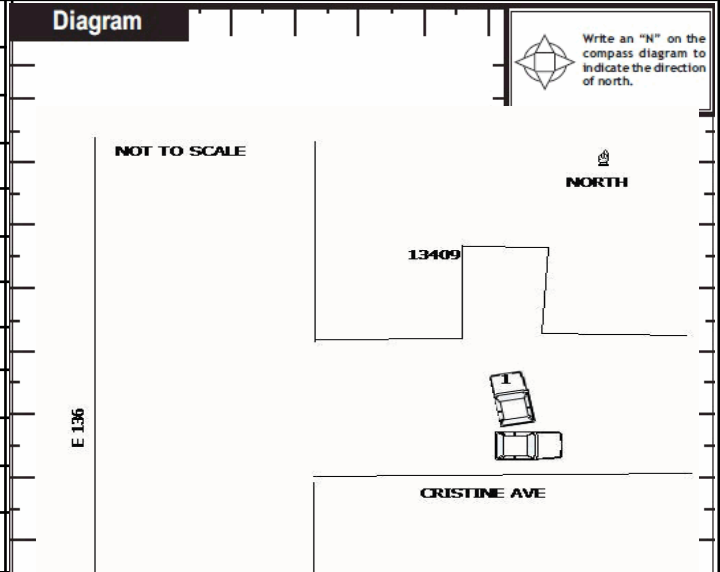 Diagram
Write an “N” on the
compass diagram to
indicate the direction
of north.
NOT TO SCALE
NORTH
13409
1
E 136
CRISTINE AVE